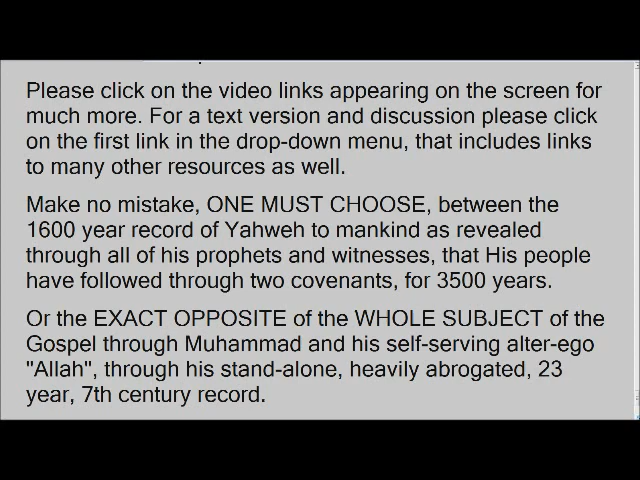 Please click on the video links appearing on the screen for
much more. For a text version and discussion please click
on the first link in the drop-down menu, that includes links
to many other resources as well.
Make no mistake, ONE MUST CHOOSE, between the
1600 year record of Yahweh to mankind as revealed
through all of his prophets and witnesses, that His people
have followed through two covenants, for 3500 years.
Or the EXACT OPPOSITE of the WHOLE SUBJECT of the
Gospel through Muhammad and his self-serving alter-ego
"Allah", through his stand-alone, heavily abrogated, 23
year, 7th century record.